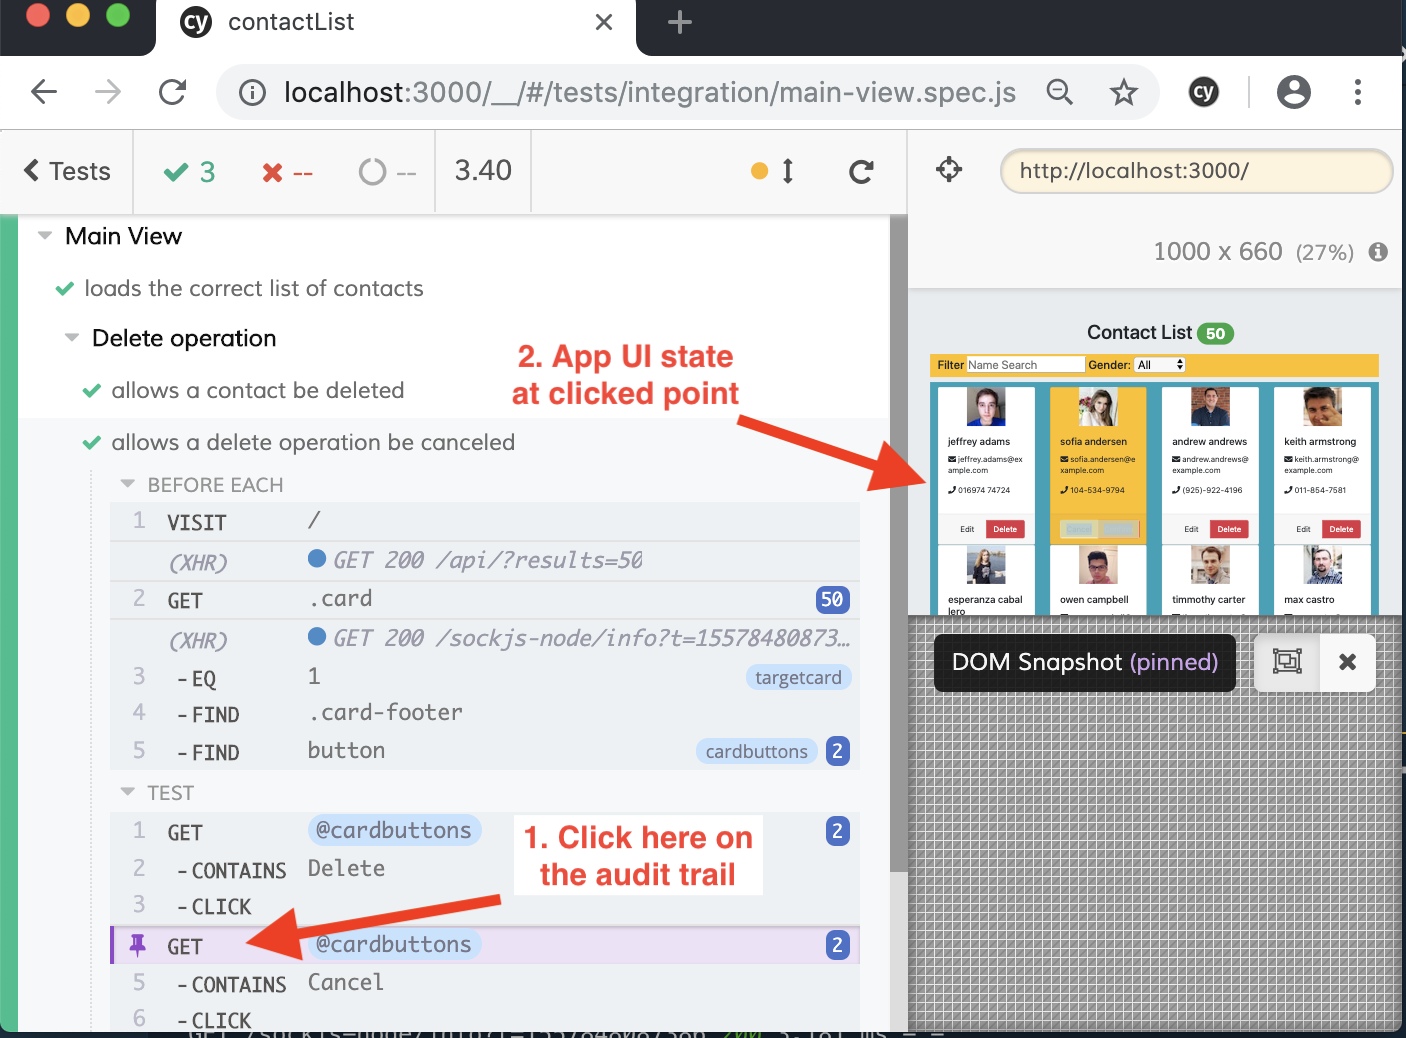 cy contactList
localhost:3000/__/#/tests/integration/main-view.spec.js
cy
Tests
3
--
--
3.40
http://localhost:3000/
1000 x 660 (27%)
Main View
loads the correct list of contacts
Delete operation
allows a contact be deleted
allows a delete operation be canceled
BEFORE EACH
1 VISIT /
(XHR) GET 200 /api/?results=50
2 GET .card 50
(XHR) GET 200 /sockjs-node/info?t=15578480873...
3 -EQ 1 targetcard
4 -FIND .card-footer
5 -FIND button cardbuttons 2
TEST
1 GET @cardbuttons 2
2 -CONTAINS Delete
3 -CLICK
GET @cardbuttons 2
5 -CONTAINS Cancel
6 -CLICK
1. Click here on
the audit trail
2. App UI state
at clicked point
Contact List 50
Filter Name Search Gender: All
jeffrey adams
jeffrey.adams@ex
ample.com
016974 74724
Edit Delete
sofia andersen
sofia.andersen@e
xample.com
104-534-9794
andrew andrews
andrew.andrews@
example.com
(925)-922-4196
Edit Delete
keith armstrong
keith.armstrong@
example.com
011-854-7581
Edit Delete
esperanza cabal
lero
owen campbell
timmothy carter
max castro
DOM Snapshot (pinned)